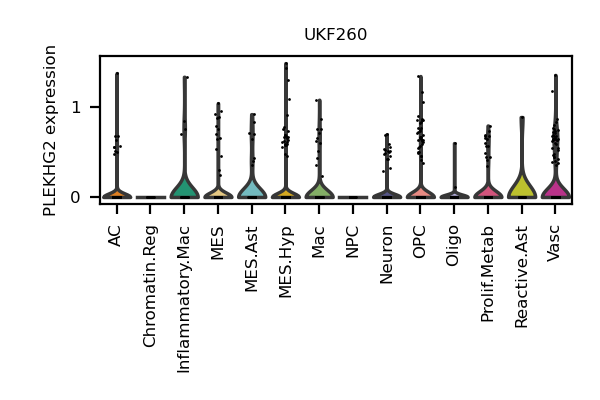 UKF260
PLEKHG2 expression
1
0
AC
Chromatin.Reg
Inflammatory.Mac
MES
MES.Ast
MES.Hyp
Mac
NPC
Neuron
OPC
Oligo
Prolif.Metab
Reactive.Ast
Vasc